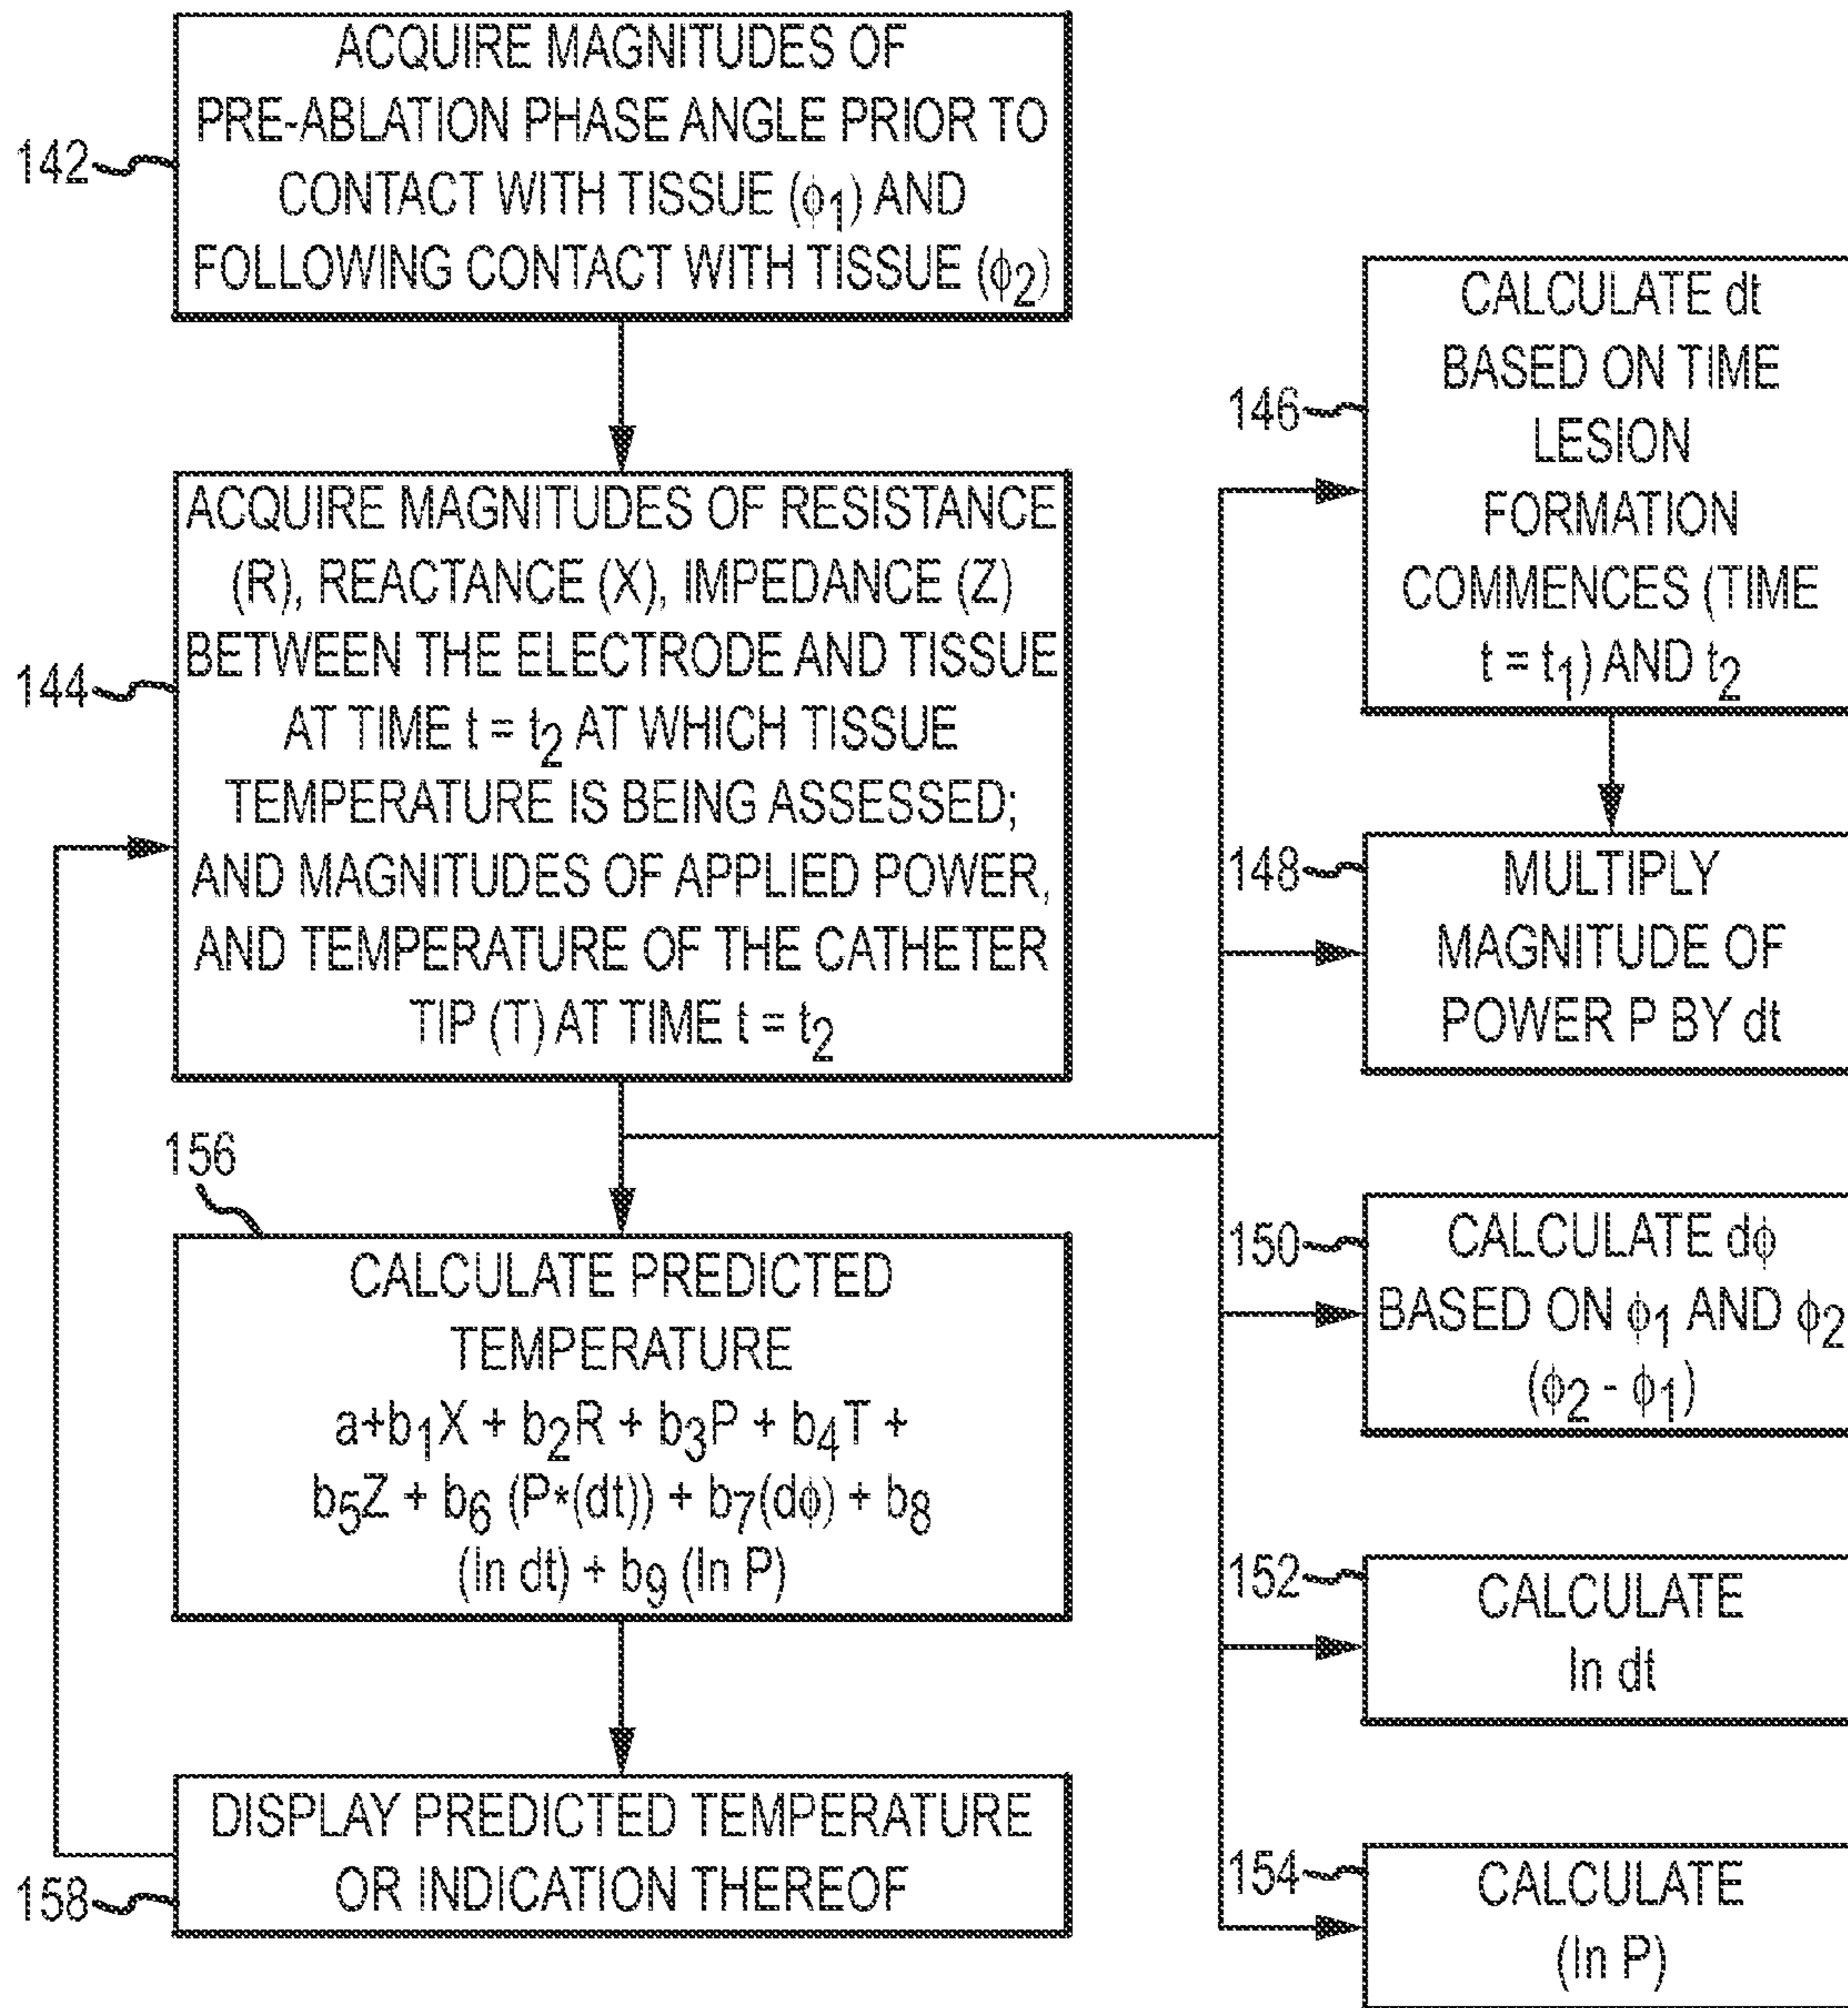 142
ACQUIRE MAGNITUDES OF
PRE-ABLATION PHASE ANGLE PRIOR TO
CONTACT WITH TISSUE (ϕ1) AND
FOLLOWING CONTACT WITH TISSUE (ϕ2)
144
ACQUIRE MAGNITUDES OF RESISTANCE
(R), REACTANCE (X), IMPEDANCE (Z)
BETWEEN THE ELECTRODE AND TISSUE
AT TIME t = t2 AT WHICH TISSUE
TEMPERATURE IS BEING ASSESSED;
AND MAGNITUDES OF APPLIED POWER,
AND TEMPERATURE OF THE CATHETER
TIP (T) AT TIME t = t2
156
CALCULATE PREDICTED
TEMPERATURE
a+b1X + b2R + b3P + b4T +
b5Z + b6 (P*(dt)) + b7(dϕ) + b8
(ln dt) + b9 (ln P)
158
DISPLAY PREDICTED TEMPERATURE
OR INDICATION THEREOF
146
CALCULATE dt
BASED ON TIME
LESION
FORMATION
COMMENCES (TIME
t = t1) AND t2
148
MULTIPLY
MAGNITUDE OF
POWER P BY dt
150
CALCULATE dϕ
BASED ON ϕ1 AND ϕ2
(ϕ2 - ϕ1)
152
CALCULATE
ln dt
154
CALCULATE
(ln P)